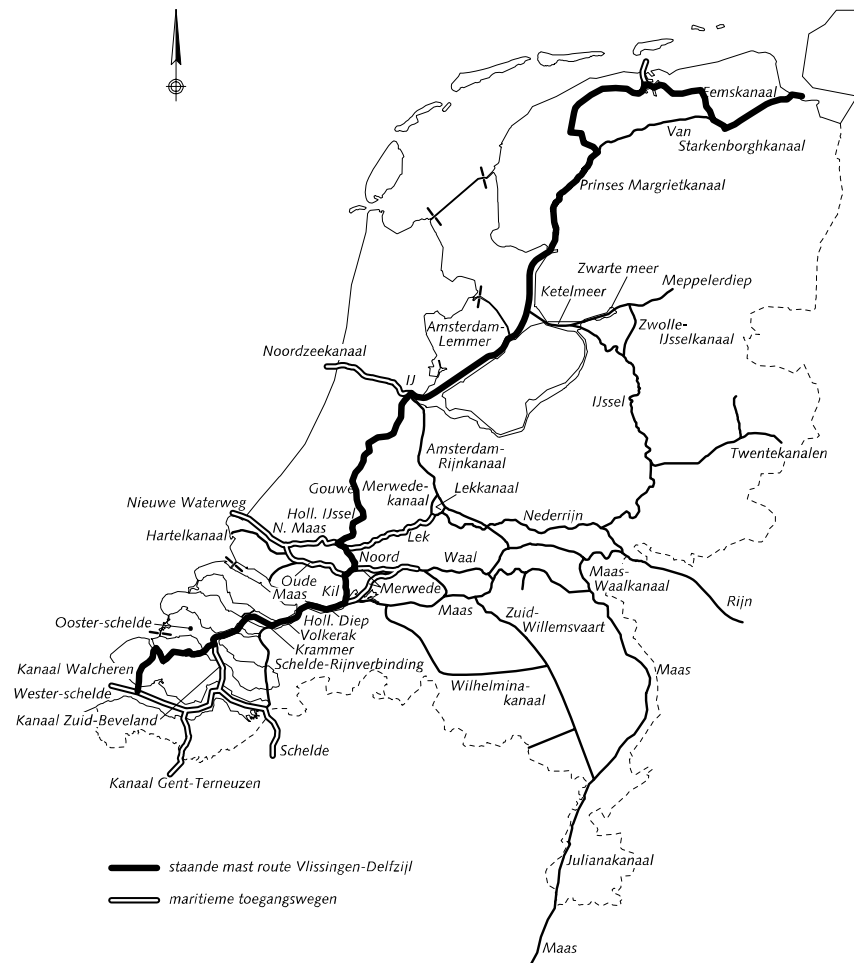 Eemskanaal
Van
Starkenborghkanaal
Prinses Margrietkanaal
Zwarte meer
Ketelmeer
Meppelerdiep
Zwolle-
IJsselkanaal
Amsterdam-
Lemmer
Noordzeekanaal
IJ
IJssel
Twentekanalen
Amsterdam-
Rijnkanaal
Gouwe
Merwede-
kanaal
Lekkanaal
Nieuwe Waterweg
Holl. IJssel
N. Maas
Nederrijn
Hartelkanaal
Lek
Noord
Waal
Oude
Maas
Kil
Merwede
Maas-
Waalkanaal
Maas
Rijn
Zuid-
Willemsvaart
Ooster-schelde
Holl. Diep
Volkerak
Krammer
Schelde-Rijnverbinding
Kanaal Walcheren
Maas
Wester-schelde
Wilhelmina-
kanaal
Kanaal Zuid-Beveland
Schelde
Kanaal Gent-Terneuzen
Julianakanaal
Maas
staande mast route Vlissingen-Delfzijl
maritieme toegangswegen